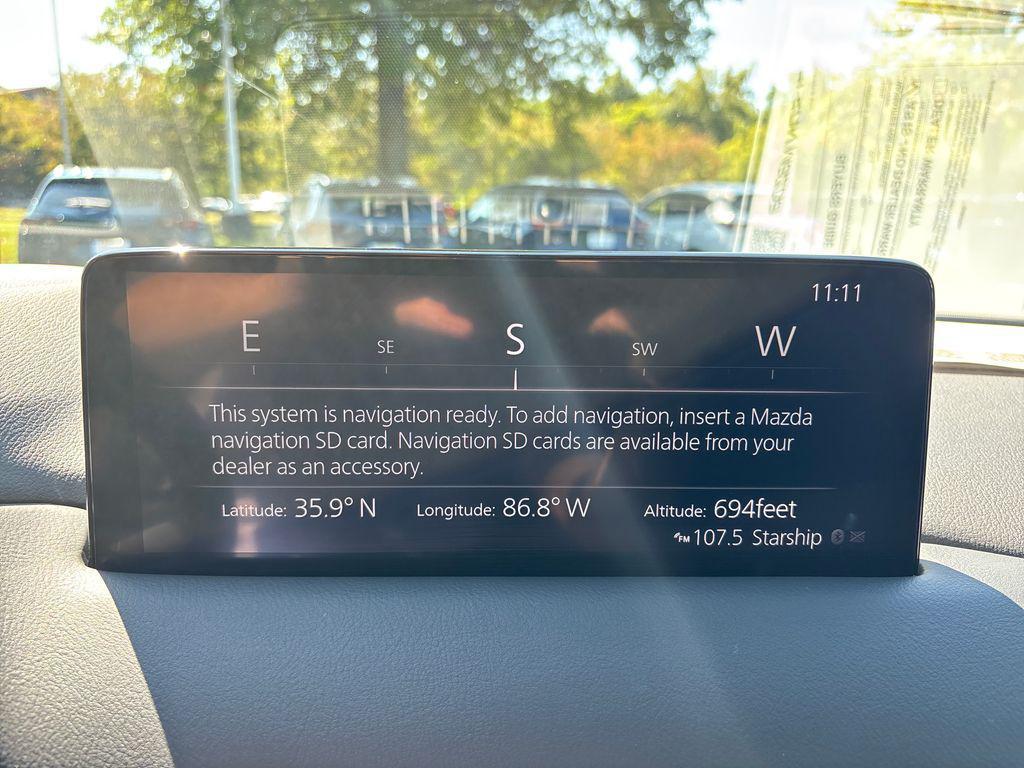 11:11
E SE S SW W
This system is navigation ready. To add navigation, insert a Mazda
navigation SD card. Navigation SD cards are available from your
dealer as an accessory.
Latitude: 35.9° N Longitude: 86.8° W Altitude: 694feet
FM 107.5 Starship